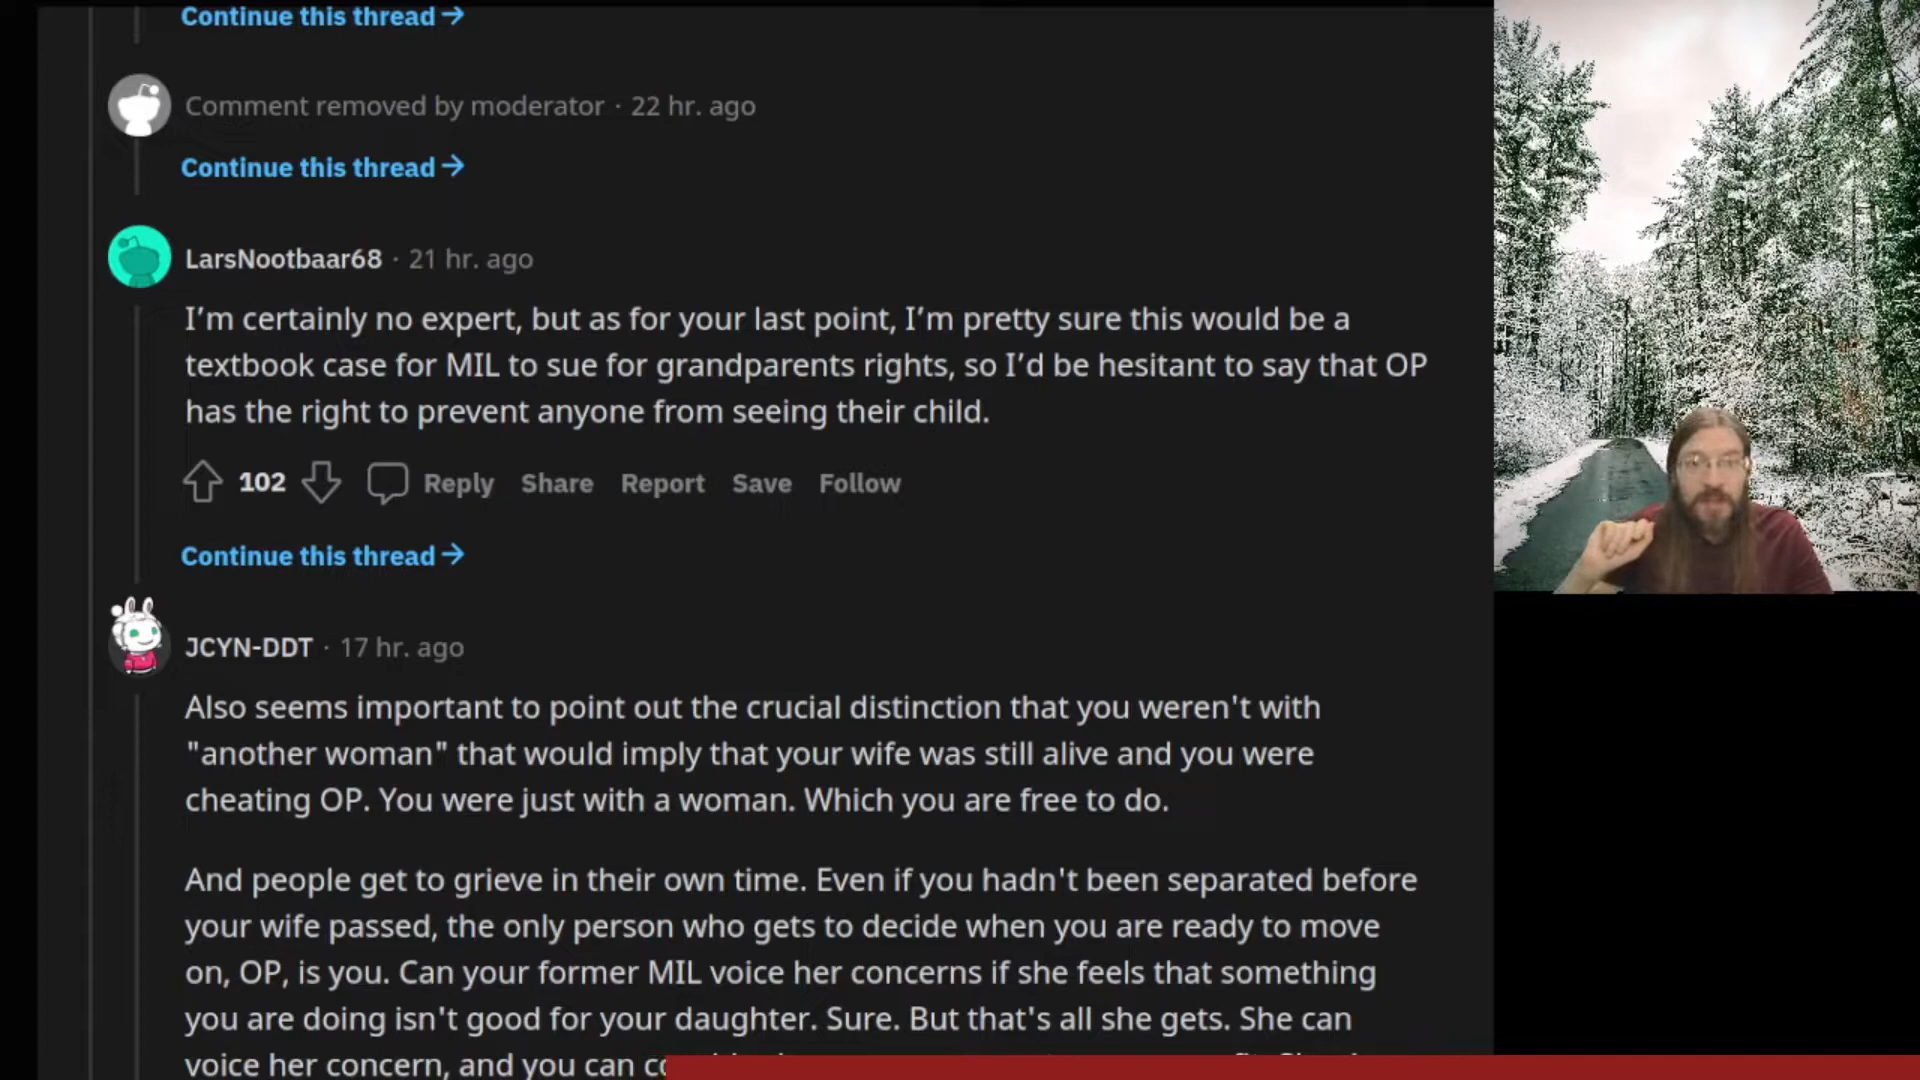 Continue this thread →
Comment removed by moderator · 22 hr. ago
Continue this thread →
LarsNootbaar68 · 21 hr. ago
I’m certainly no expert, but as for your last point, I’m pretty sure this would be a
textbook case for MIL to sue for grandparents rights, so I’d be hesitant to say that OP
has the right to prevent anyone from seeing their child.
102 Reply Share Report Save Follow
Continue this thread →
JCYN-DDT · 17 hr. ago
Also seems important to point out the crucial distinction that you weren't with
"another woman" that would imply that your wife was still alive and you were
cheating OP. You were just with a woman. Which you are free to do.
And people get to grieve in their own time. Even if you hadn't been separated before
your wife passed, the only person who gets to decide when you are ready to move
on, OP, is you. Can your former MIL voice her concerns if she feels that something
you are doing isn't good for your daughter. Sure. But that's all she gets. She can
voice her concern, and you can